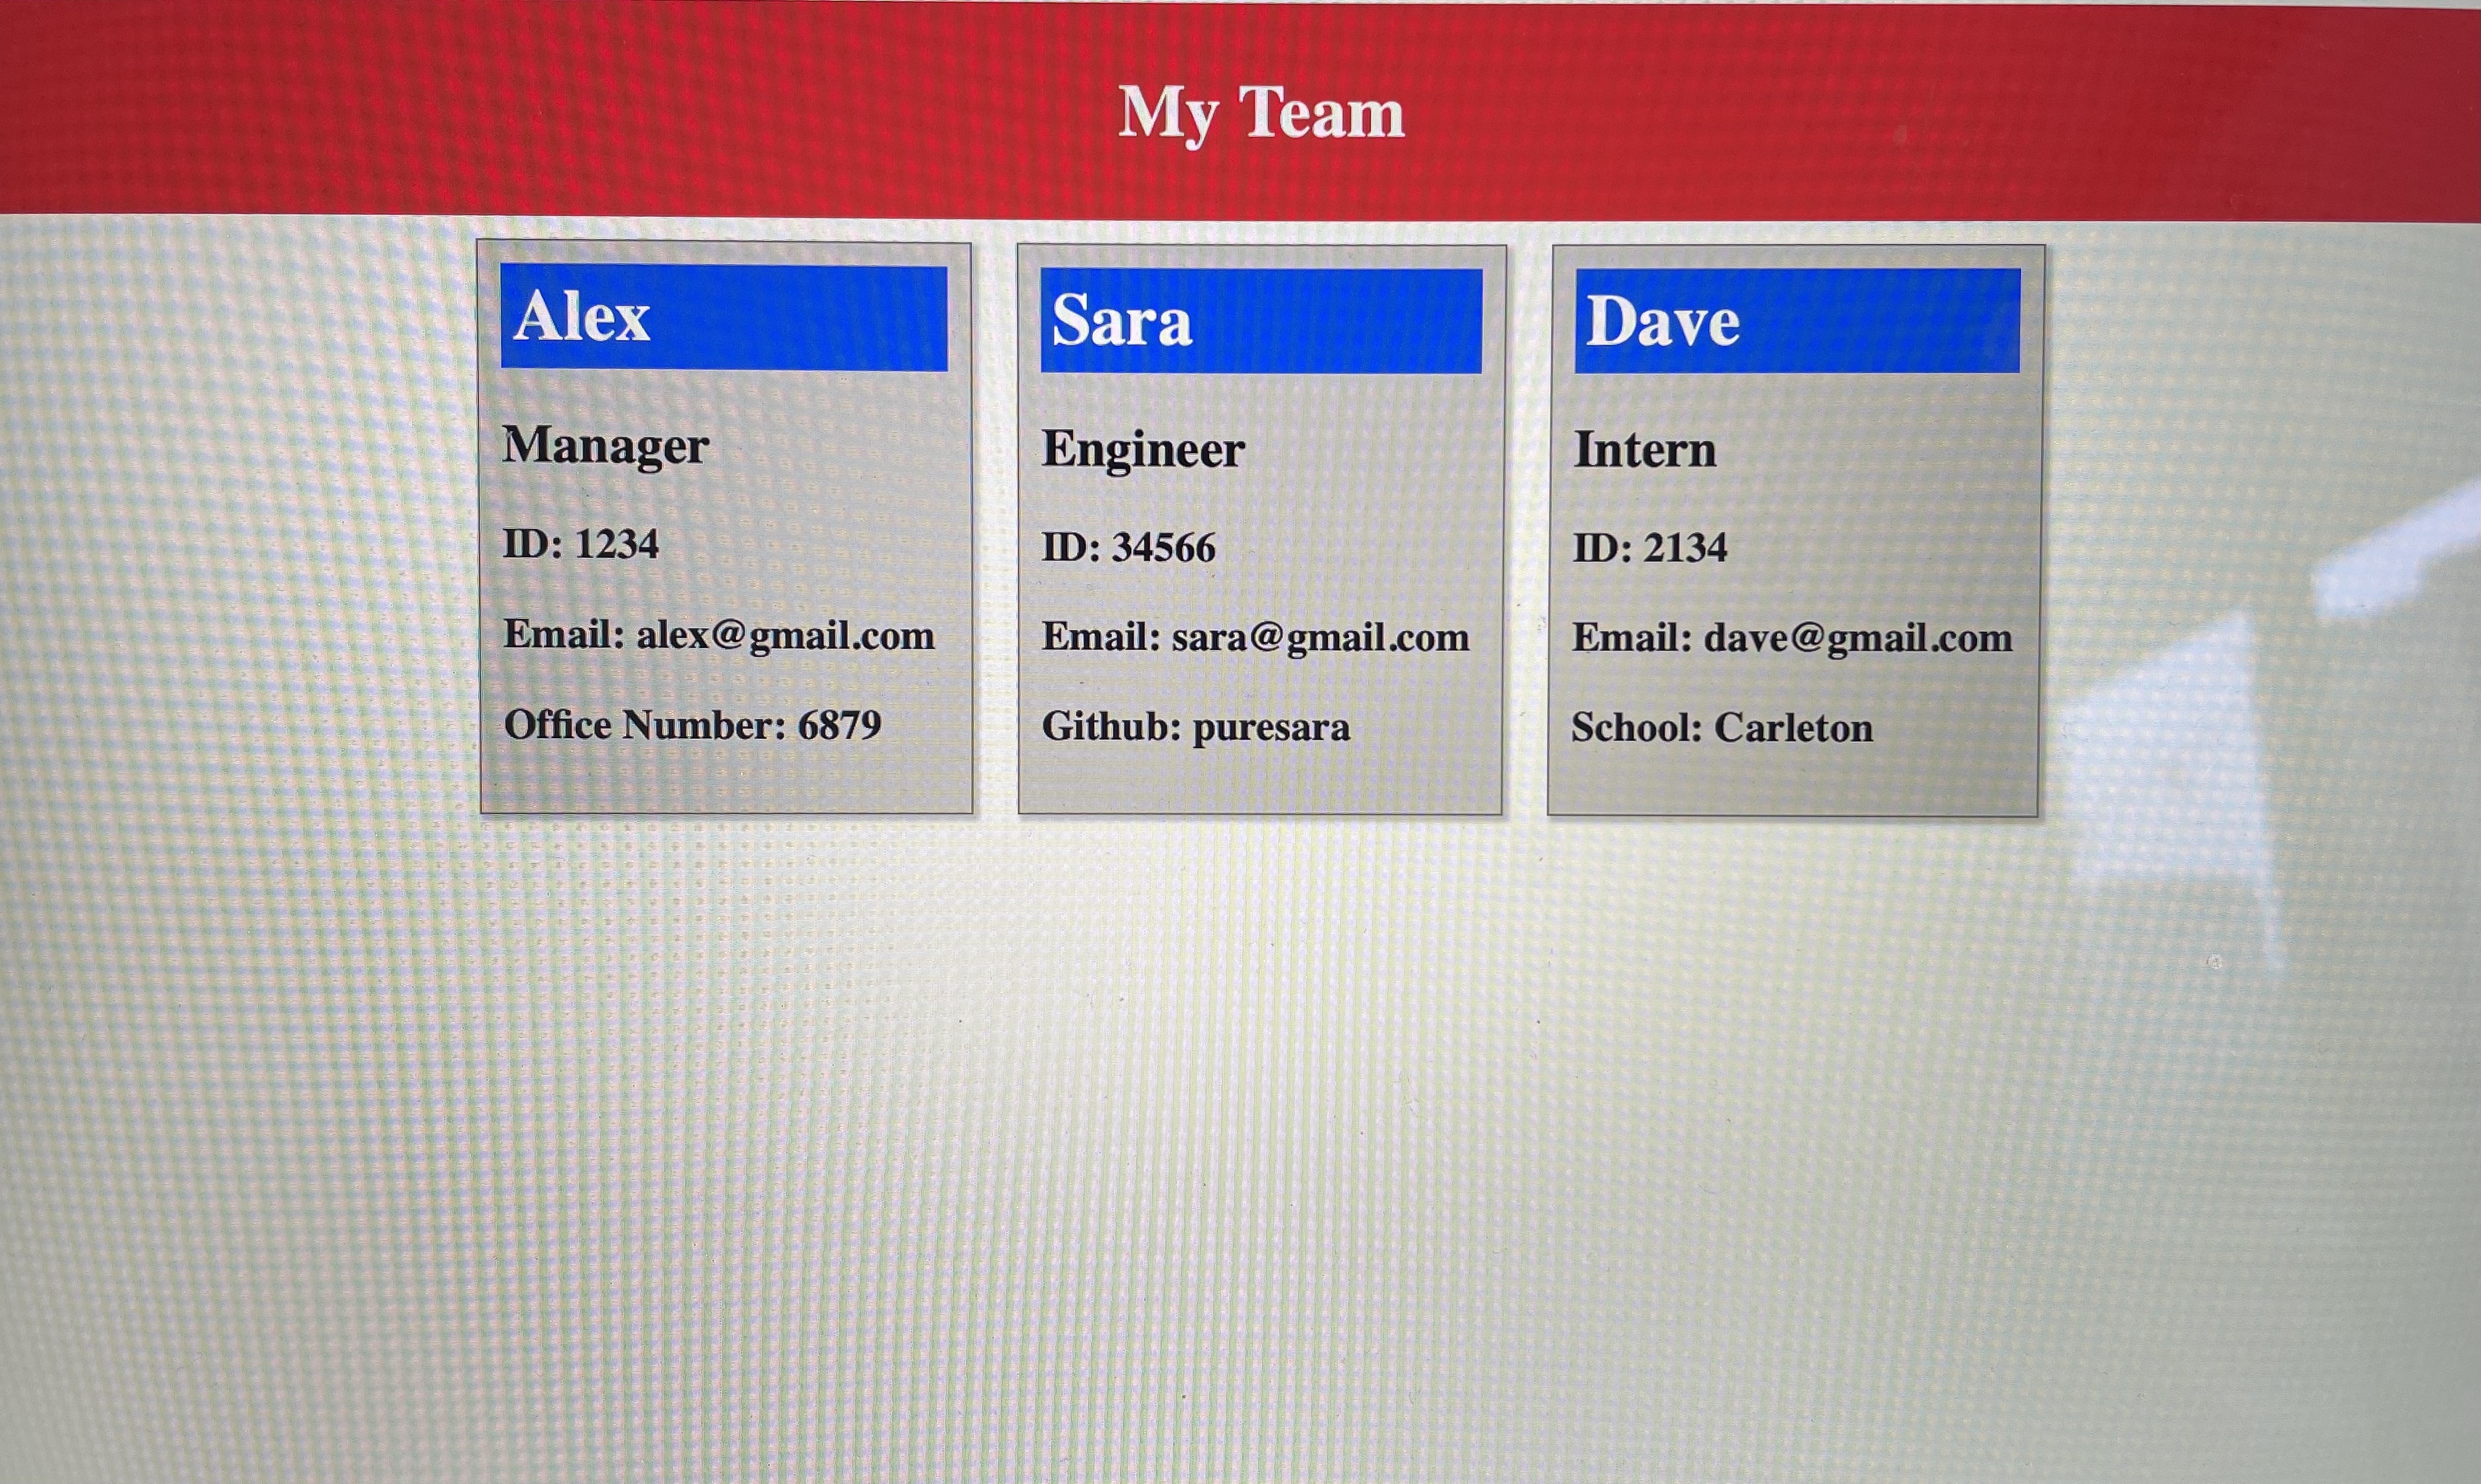 My Team
Alex
Manager
ID: 1234
Email: alex@gmail.com
Office Number: 6879
Sara
Engineer
ID: 34566
Email: sara@gmail.com
Github: puresara
Dave
Intern
ID: 2134
Email: dave@gmail.com
School: Carleton